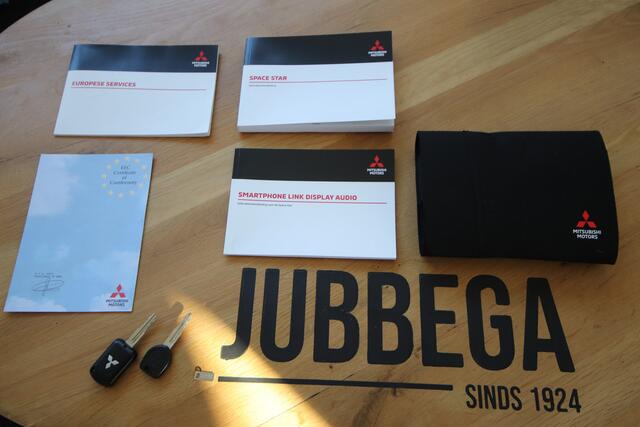 MITSUBISHI
MOTORS
EUROPESE SERVICES
MITSUBISHI
MOTORS
SPACE STAR
EEC
Certificate
of
Conformity
MITSUBISHI
MOTORS
MITSUBISHI
MOTORS
SMARTPHONE LINK DISPLAY AUDIO
MITSUBISHI
MOTORS
JUBBEGA
SINDS 1924